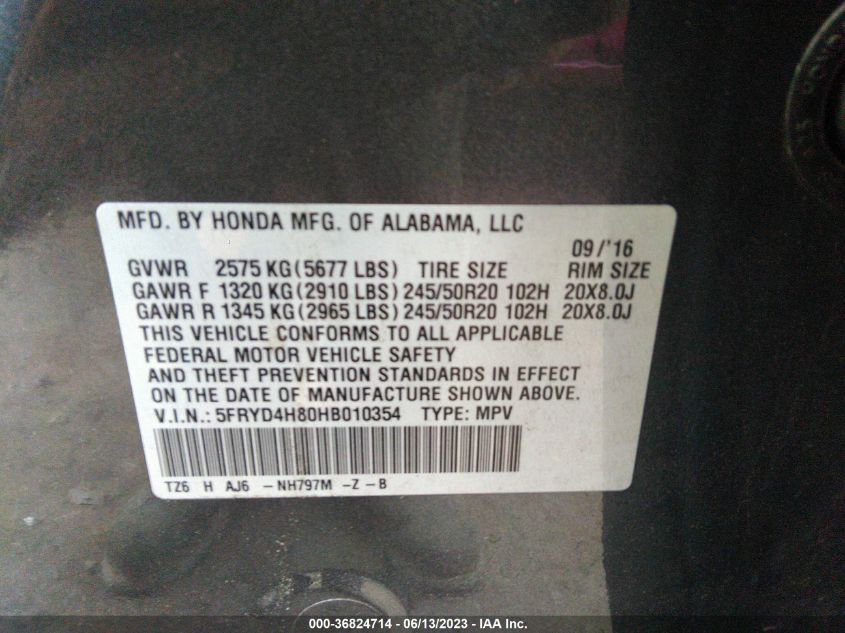 MFD. BY HONDA MFG. OF ALABAMA, LLC
09/'16
GVWR 2575 KG(5677 LBS) TIRE SIZE RIM SIZE
GAWR F 1320 KG(2910 LBS) 245/50R20 102H 20X8.0J
GAWR R 1345 KG(2965 LBS) 245/50R20 102H 20X8.0J
THIS VEHICLE CONFORMS TO ALL APPLICABLE
FEDERAL MOTOR VEHICLE SAFETY
AND THEFT PREVENTION STANDARDS IN EFFECT
ON THE DATE OF MANUFACTURE SHOWN ABOVE.
V.I.N.: 5FRYD4H80HB010354 TYPE: MPV
TZ6 H AJ6 -NH797M -Z -B
000-36824714 - 06/13/2023 - IAA Inc.